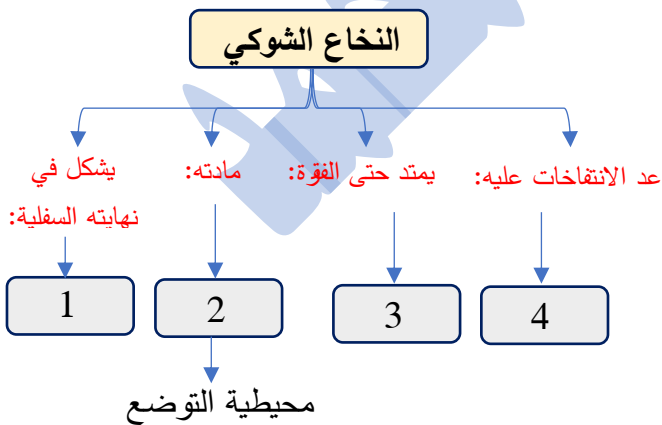 النخاع الشوكي
عد الانتفاخات عليه:
يمتد حتى الفقرة:
مادته:
يشكل في
نهايته السفلية:
4
3
2
1
محيطية التوضع